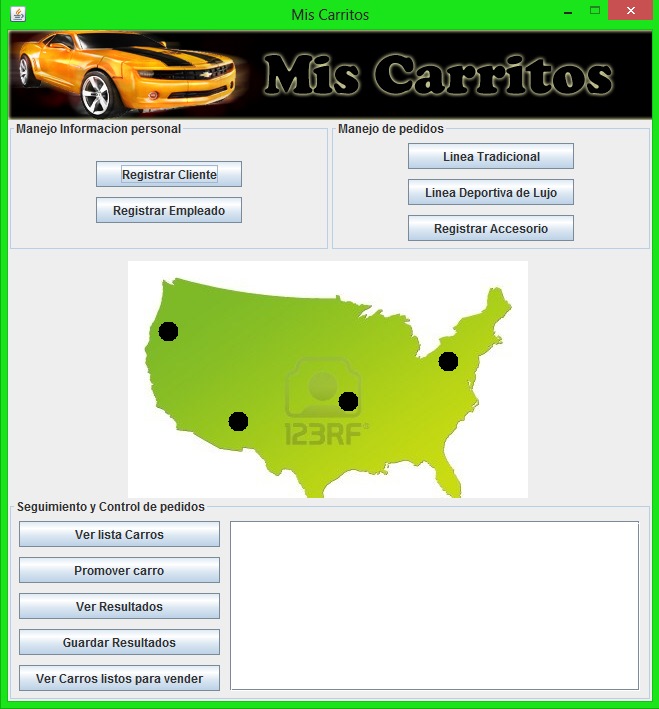 Mis Carritos
Mis Carritos
Manejo Informacion personal
Registrar Cliente
Registrar Empleado
Manejo de pedidos
Linea Tradicional
Linea Deportiva de Lujo
Registrar Accesorio
123RF®
Seguimiento y Control de pedidos
Ver lista Carros
Promover carro
Ver Resultados
Guardar Resultados
Ver Carros listos para vender